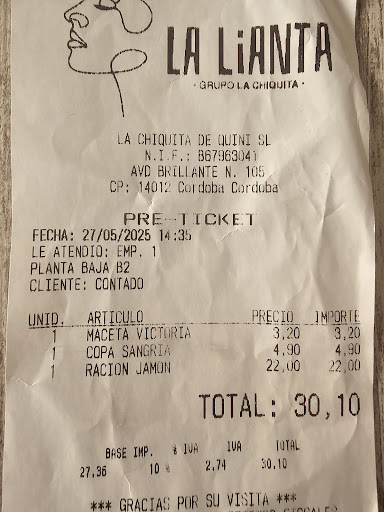 LA LiANTA
· GRUPO LA CHIQUITA ·
LA CHIQUITA DE QUINI SL
N.I.F.: B67963041
AVD BRILLANTE N. 105
CP: 14012 Cordoba Cordoba
PRE-TICKET
FECHA: 27/05/2025 14:35
LE ATENDIO: EMP. 1
PLANTA BAJA B2
CLIENTE: CONTADO
UNID. ARTICULO PRECIO IMPORTE
1 MACETA VICTORIA 3,20 3,20
1 COPA SANGRIA 4,90 4,90
1 RACION JAMON 22,00 22,00
TOTAL: 30,10
BASE IMP. % IVA IVA TOTAL
27,36 10 % 2,74 30,10
*** GRACIAS POR SU VISITA ***